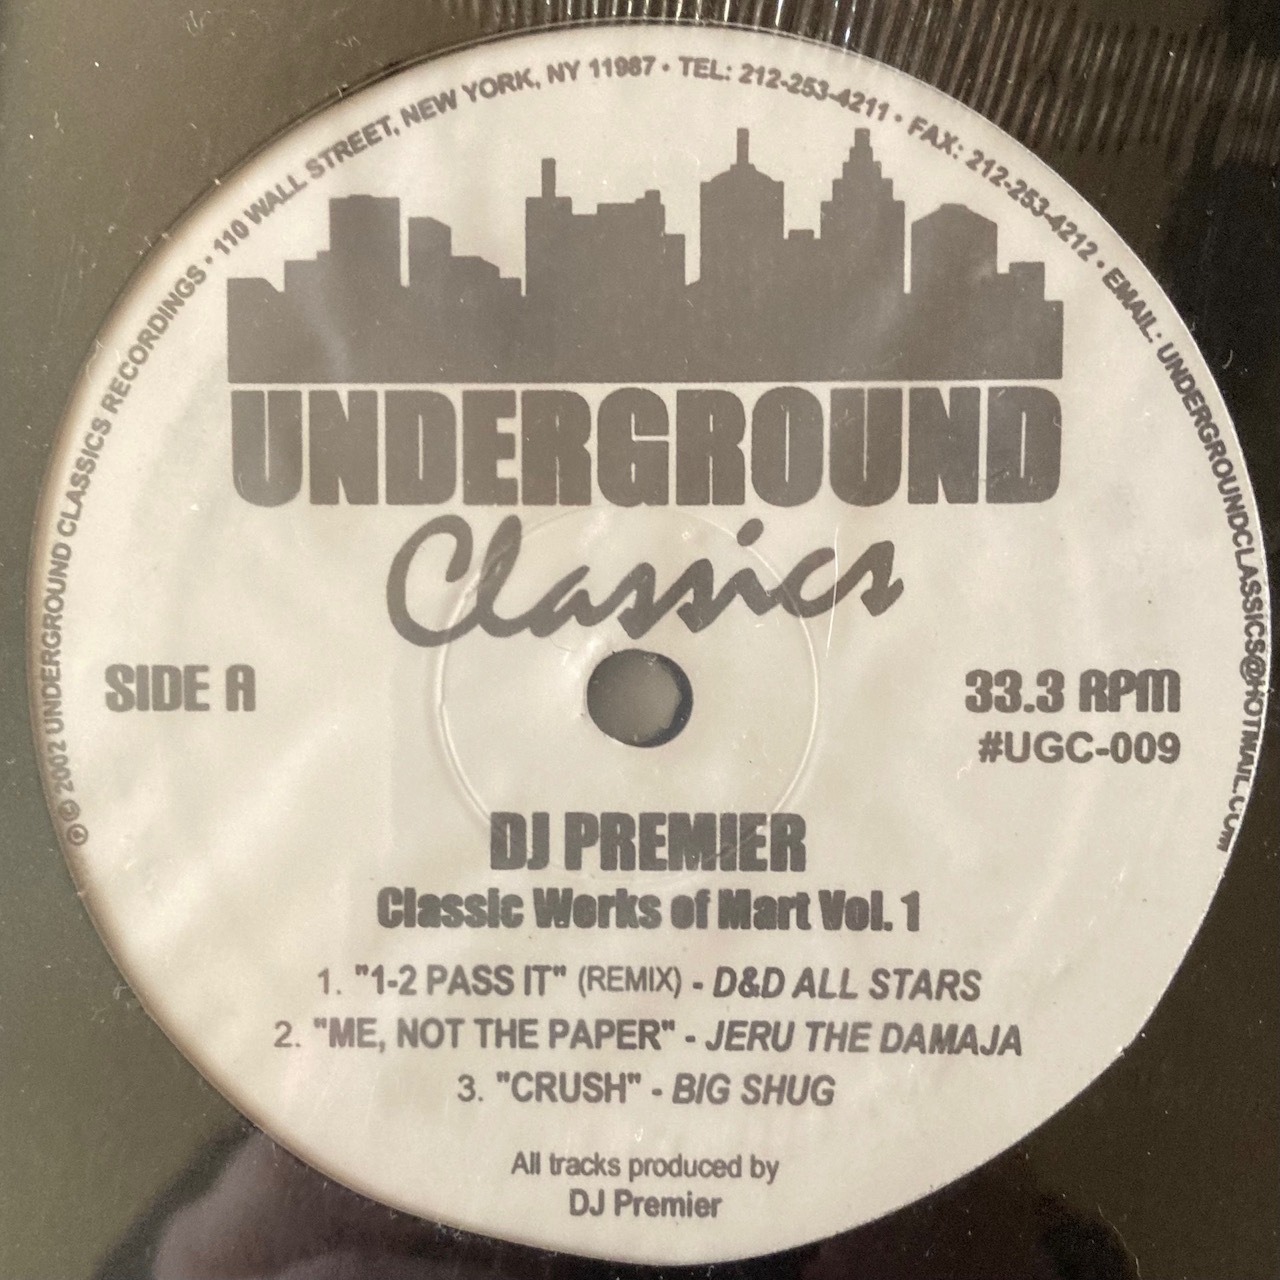 ℗ © 2002 UNDERGROUND CLASSICS RECORDINGS • 110 WALL STREET, NEW YORK, NY 11987 • TEL: 212-253-4211 • FAX: 212-253-4212 • EMAIL: UNDERGROUNDCLASSICS@HOTMAIL.COM
UNDERGROUND
Classics
SIDE A
33.3 RPM
#UGC-009
DJ PREMIER
Classic Works of Mart Vol. 1
1. "1-2 PASS IT" (REMIX) - D&D ALL STARS
2. "ME, NOT THE PAPER" - JERU THE DAMAJA
3. "CRUSH" - BIG SHUG
All tracks produced by
DJ Premier